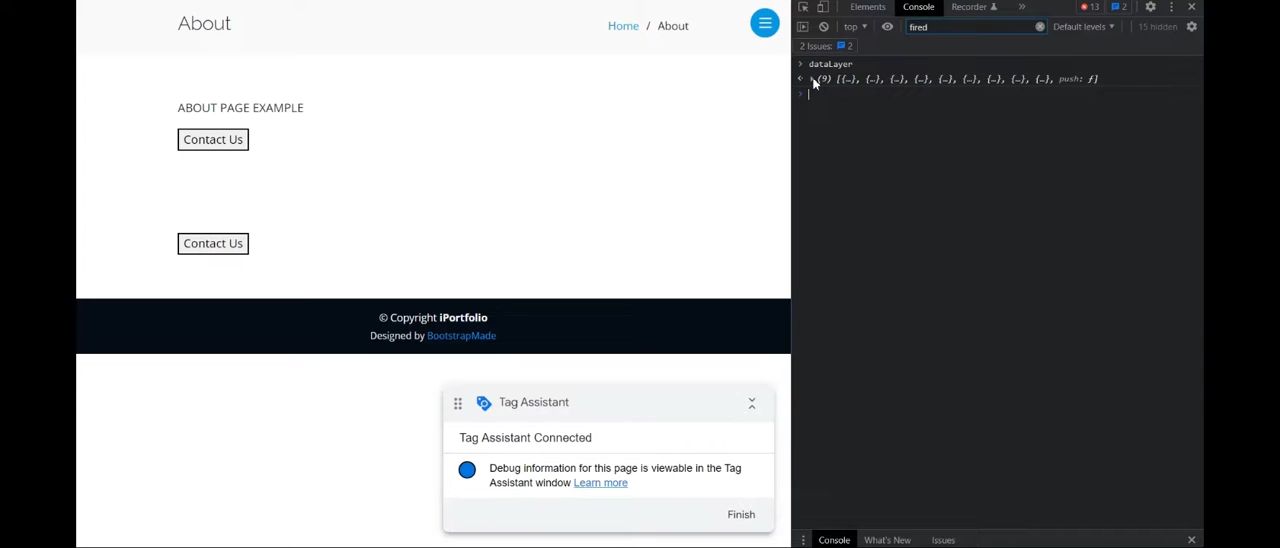 About
Home / About
ABOUT PAGE EXAMPLE
Contact Us
Contact Us
© Copyright iPortfolio
Designed by BootstrapMade
Tag Assistant
Tag Assistant Connected
Debug information for this page is viewable in the Tag
Assistant window Learn more
Finish
Elements Console Recorder » 13 2
top ▾ fired Default levels ▾ 15 hidden
2 Issues: 2
dataLayer
(9) [{…}, {…}, {…}, {…}, {…}, {…}, {…}, {…}, {…}, push: ƒ]
Console What's New Issues